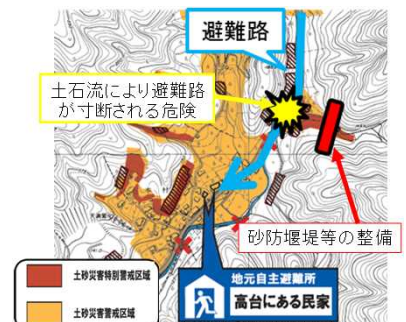 避難路
土石流により避難路
が寸断される危険
砂防堰堤等の整備
地元自主避難所
高台にある民家
土砂災害特別警戒区域
土砂災害警戒区域